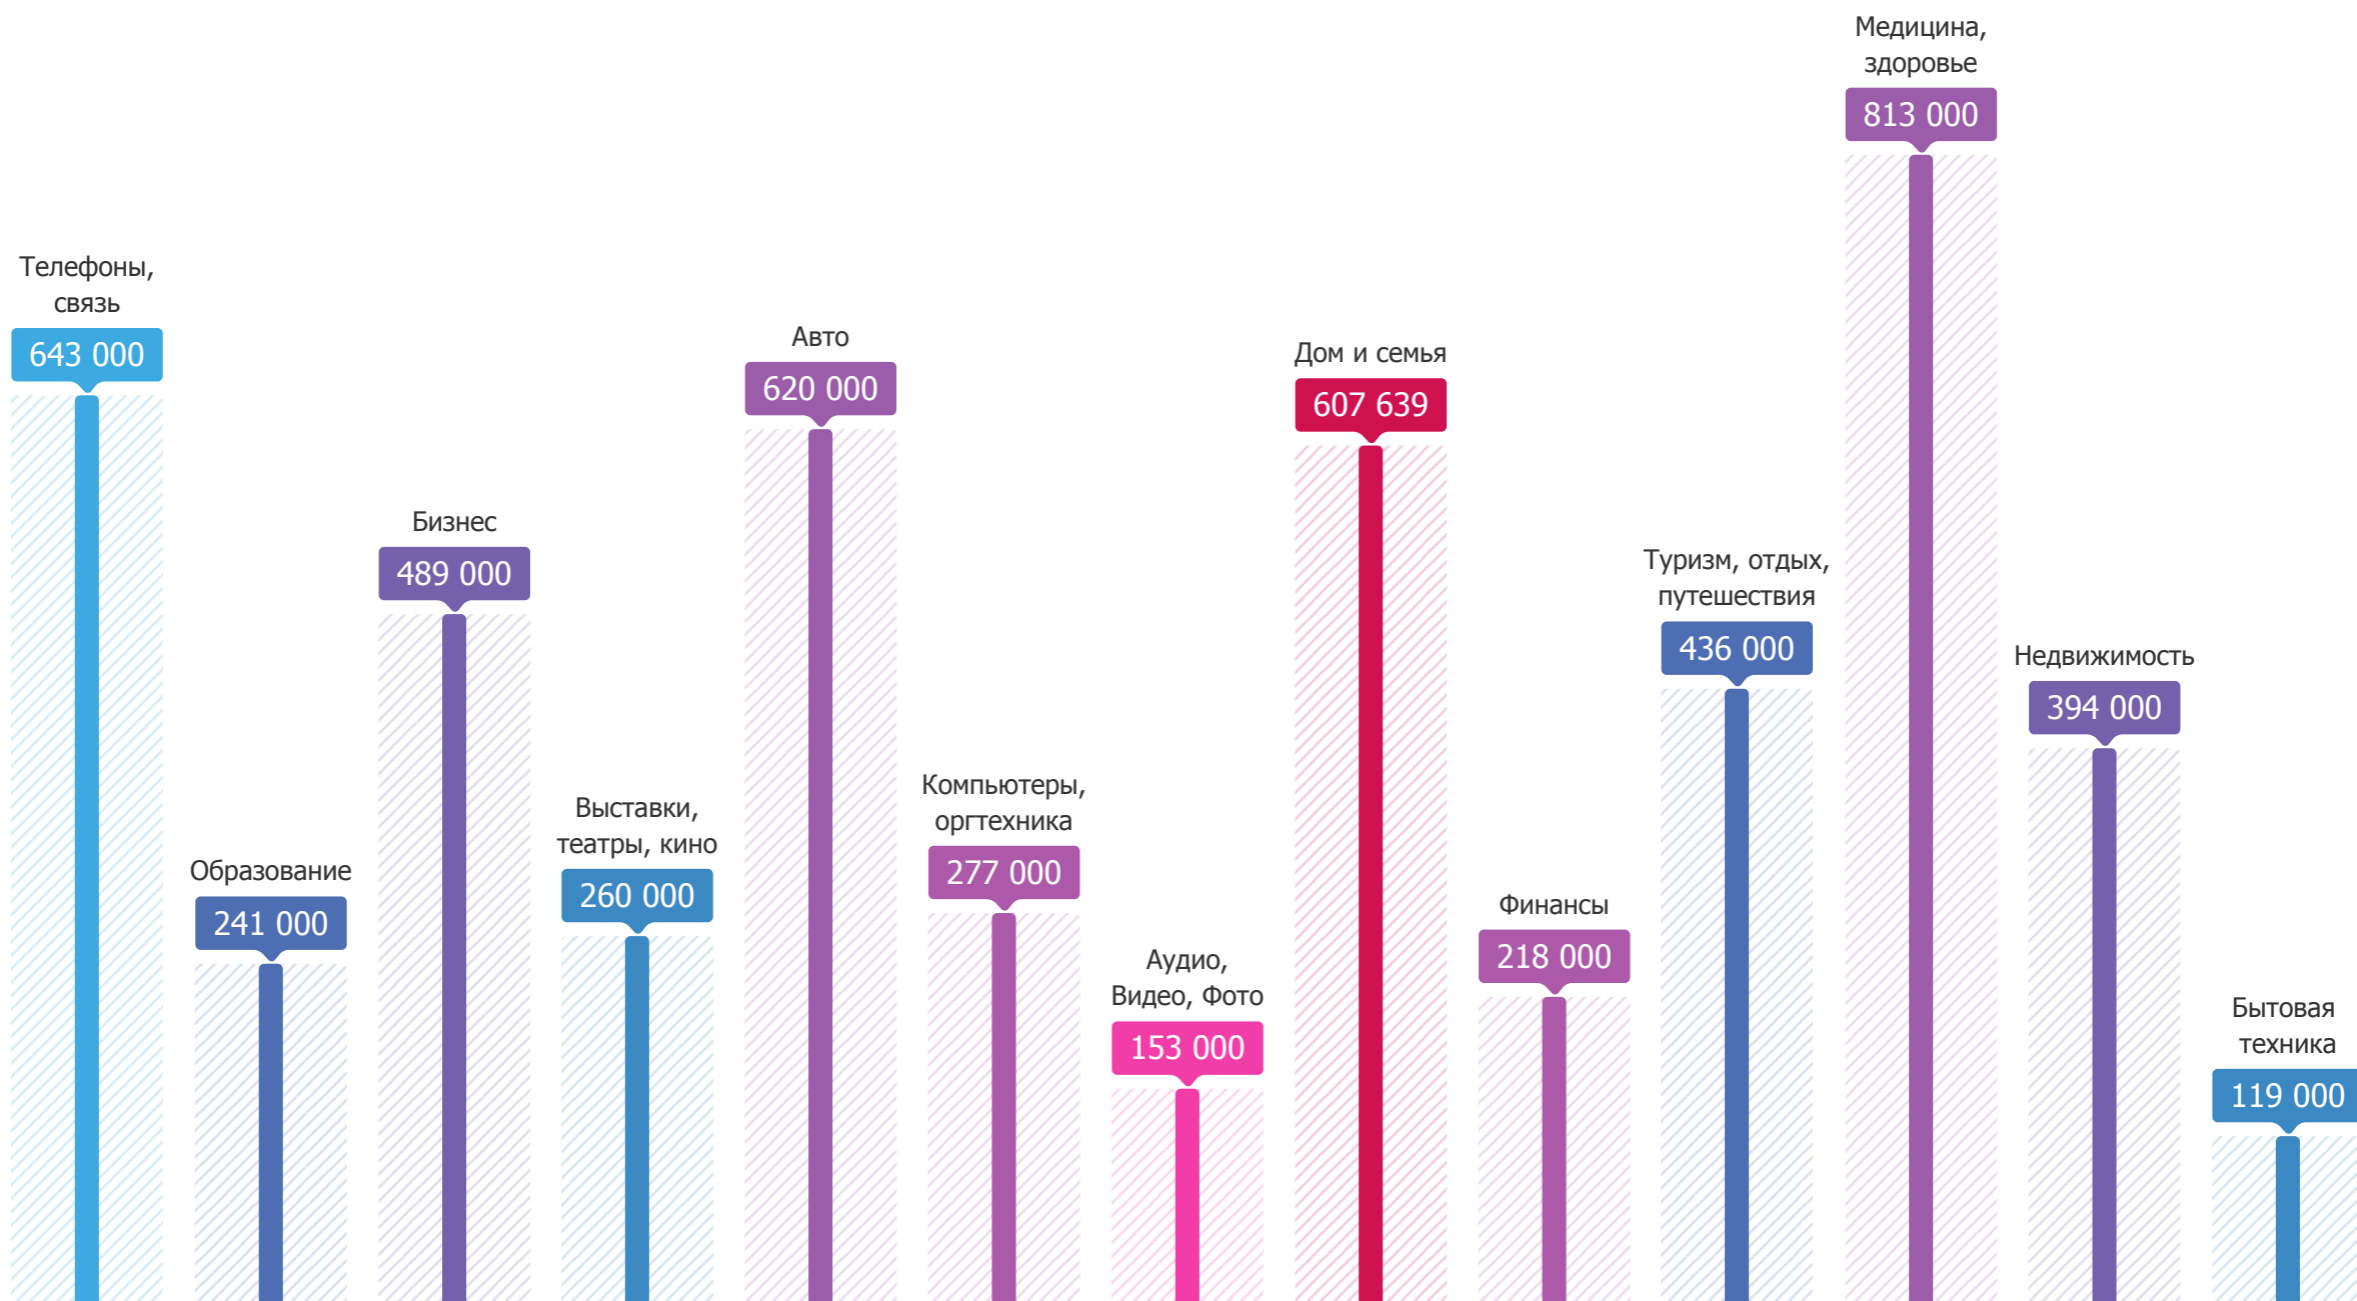 Телефоны,
связь
643 000
Образование
241 000
Бизнес
489 000
Выставки,
театры, кино
260 000
Авто
620 000
Компьютеры,
оргтехника
277 000
Аудио,
Видео, Фото
153 000
Дом и семья
607 639
Финансы
218 000
Туризм, отдых,
путешествия
436 000
Медицина,
здоровье
813 000
Недвижимость
394 000
Бытовая
техника
119 000